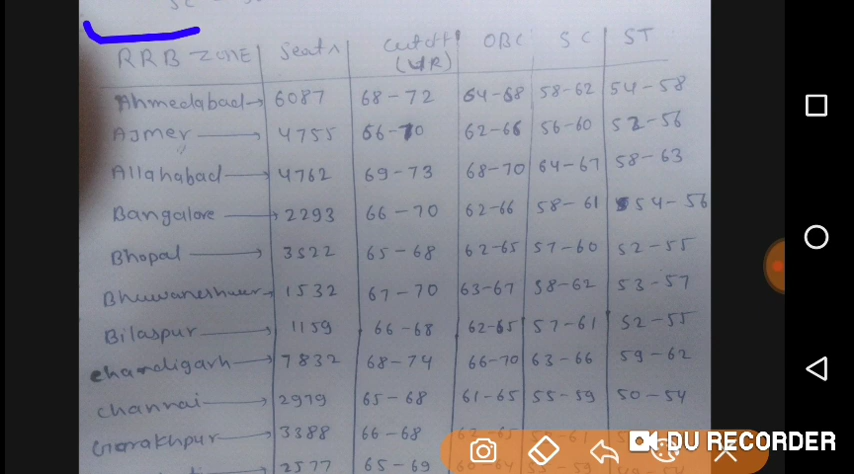 RRB ZONE Seats Cutoff (UR) OBC SC ST
Ahmedabad → 6087 68-72 64-68 58-62 54-58
Ajmer → 4755 66-70 62-66 56-60 52-56
Allahabad → 4762 69-73 68-70 64-67 58-63
Bangalore → 2293 66-70 62-66 58-61 54-56
Bhopal → 3522 65-68 62-65 57-60 52-55
Bhuwaneshwer → 1532 67-70 63-67 58-62 53-57
Bilaspur → 1159 66-68 62-65 57-61 52-55
chandigarh → 7832 68-74 66-70 63-66 59-62
channai → 2979 65-68 61-65 55-59 50-54
Gorakhpur → 3388 66-68
2577 65-69
DU RECORDER